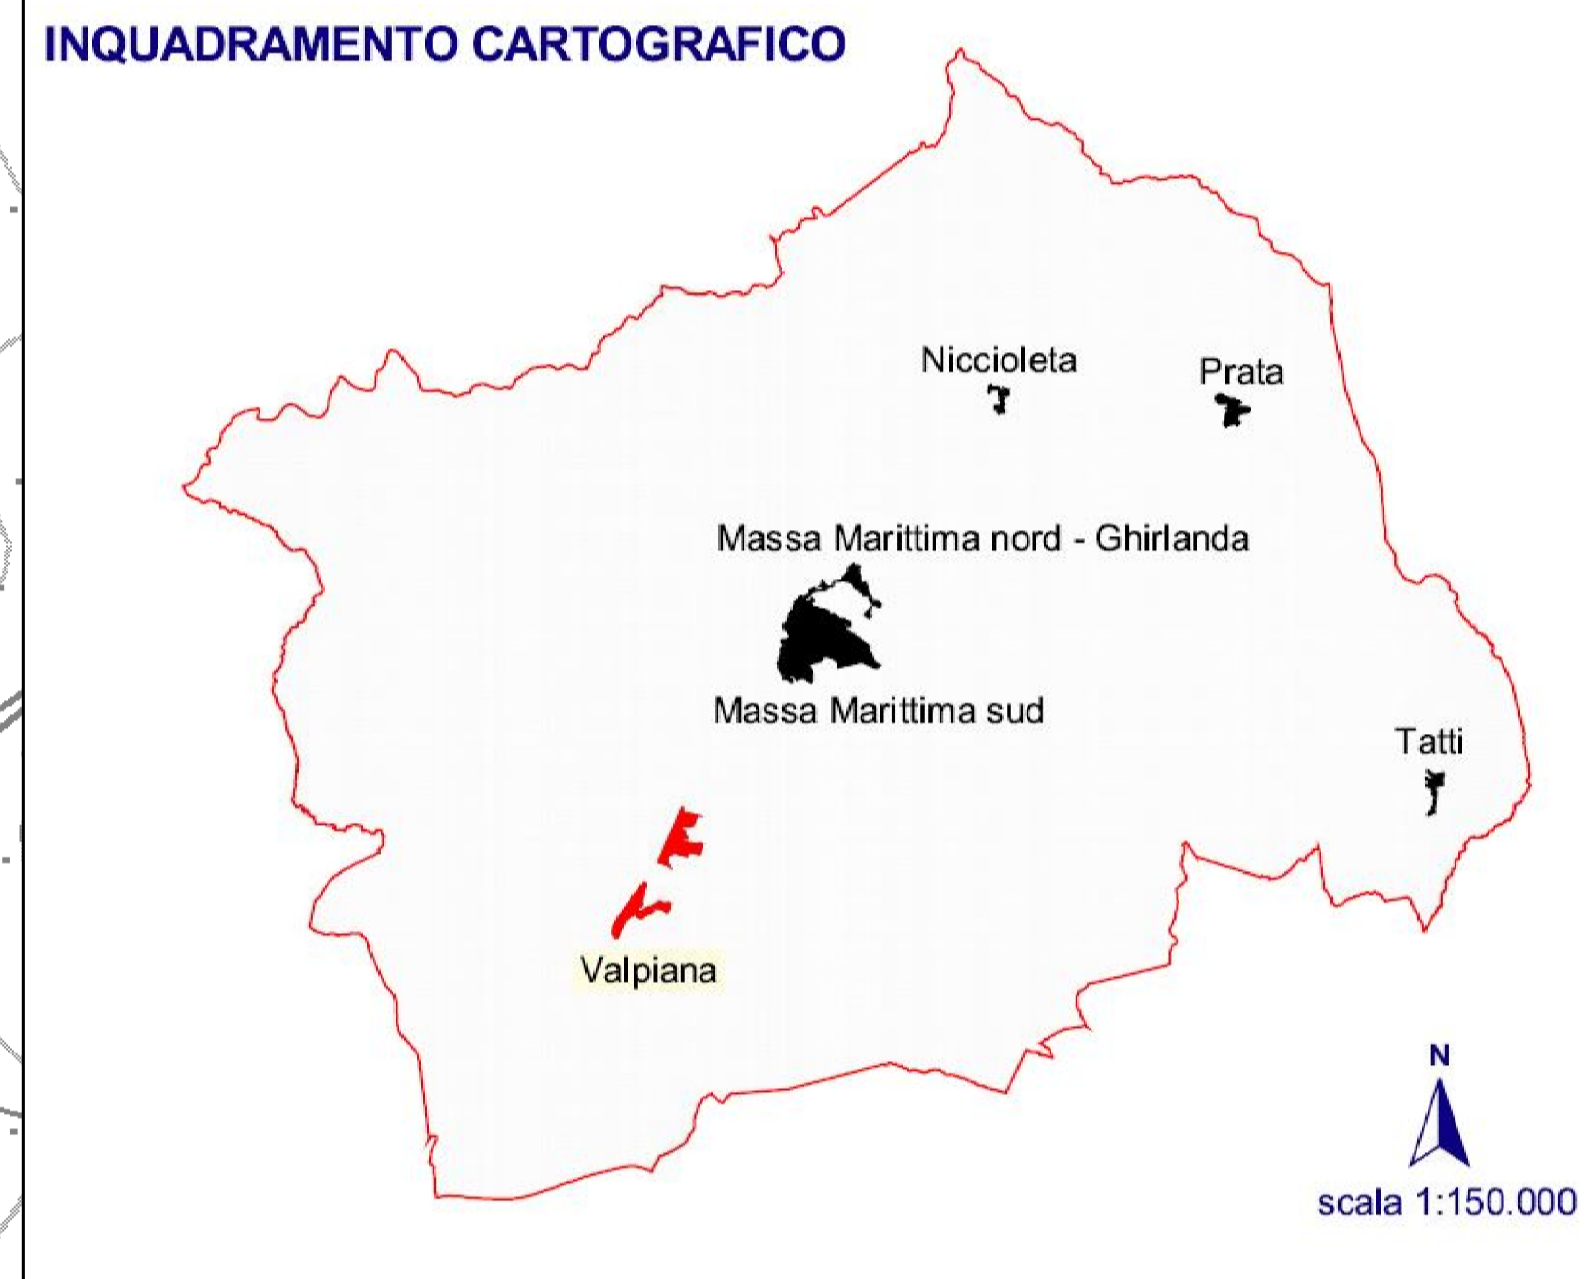 INQUADRAMENTO CARTOGRAFICO
Niccioleta
Prata
Massa Marittima nord - Ghirlanda
Massa Marittima sud
Tatti
Valpiana
N
scala 1:150.000